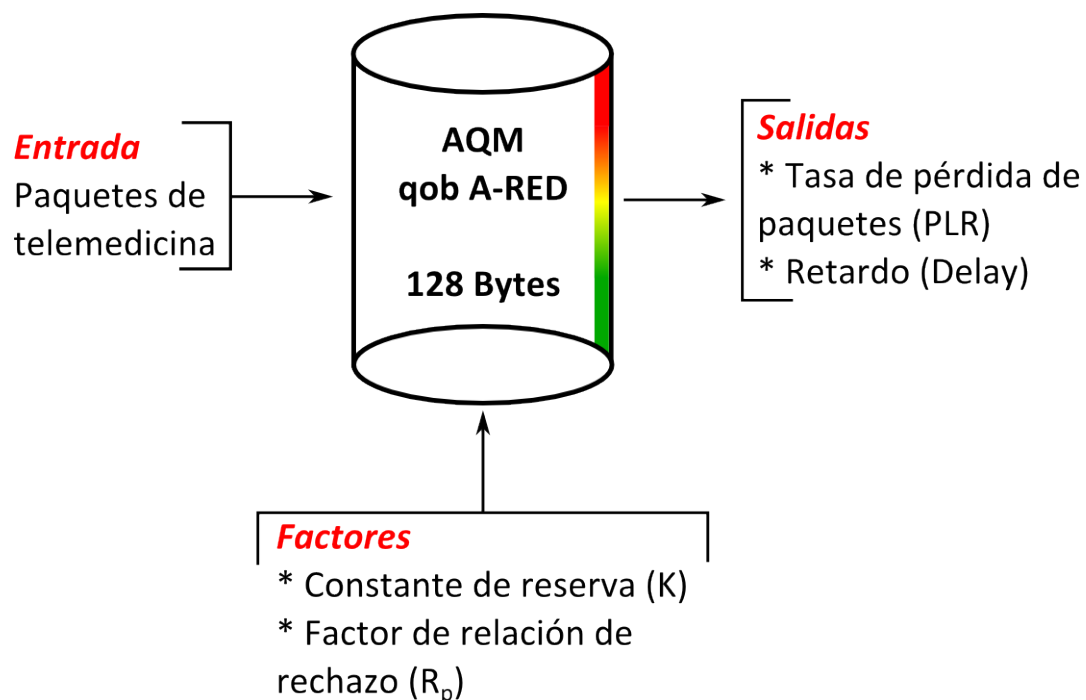 Entrada
Paquetes de
telemedicina
AQM
qob A-RED
128 Bytes
Salidas
* Tasa de pérdida de
paquetes (PLR)
* Retardo (Delay)
Factores
* Constante de reserva (K)
* Factor de relación de
rechazo (Rp)